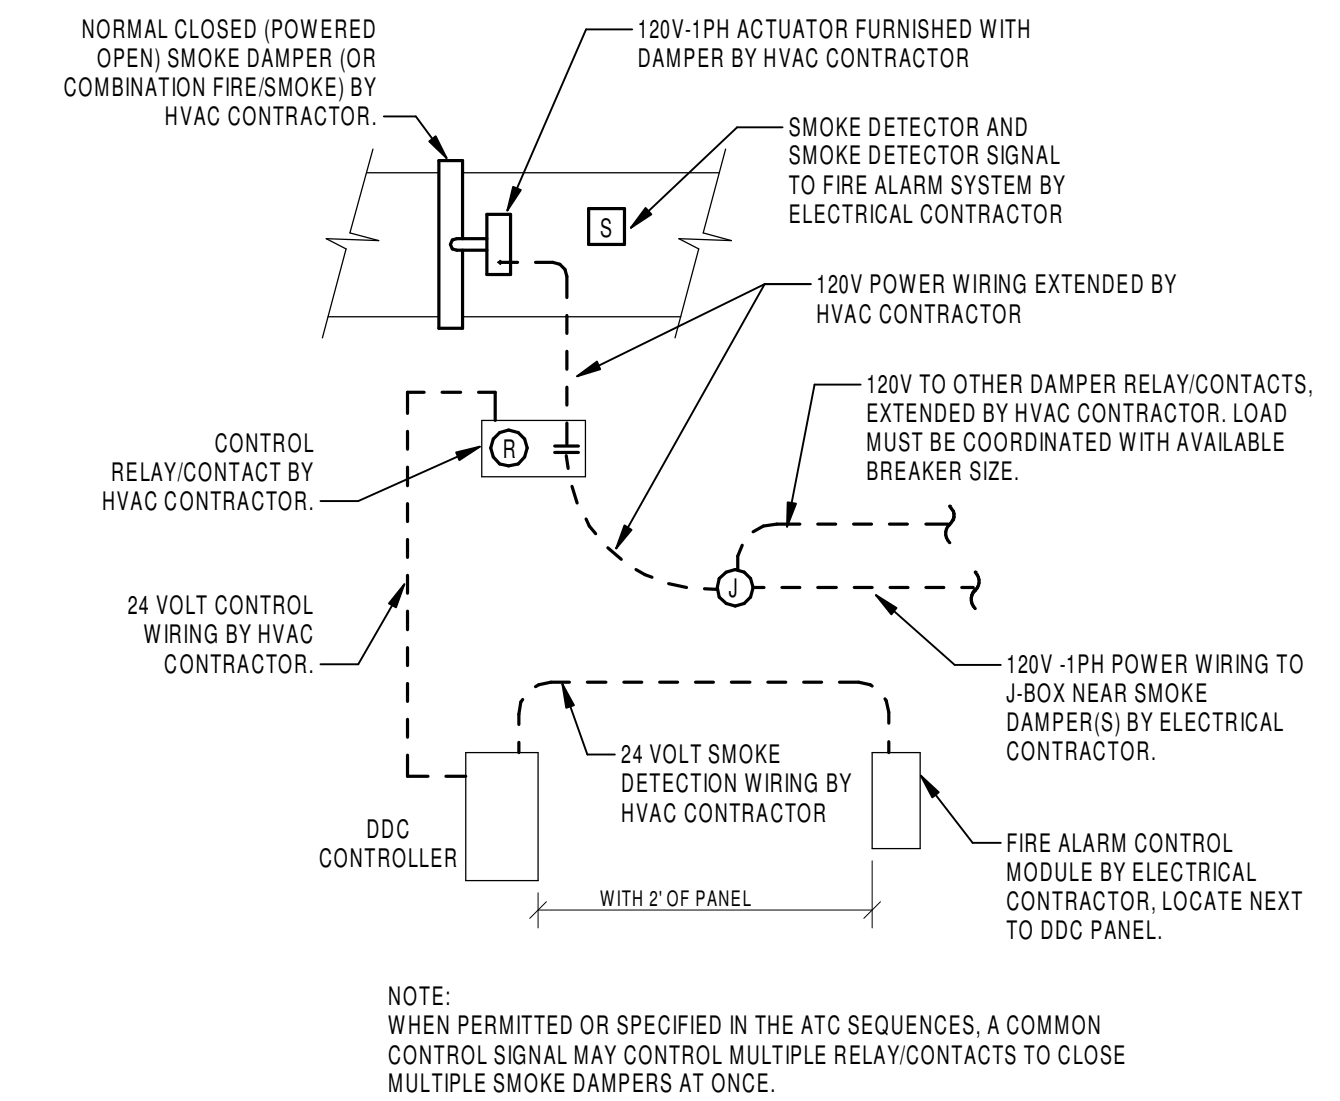 NORMAL CLOSED (POWERED
OPEN) SMOKE DAMPER (OR
COMBINATION FIRE/SMOKE) BY
HVAC CONTRACTOR.
120V-1PH ACTUATOR FURNISHED WITH
DAMPER BY HVAC CONTRACTOR
SMOKE DETECTOR AND
SMOKE DETECTOR SIGNAL
TO FIRE ALARM SYSTEM BY
ELECTRICAL CONTRACTOR
S
120V POWER WIRING EXTENDED BY
HVAC CONTRACTOR
120V TO OTHER DAMPER RELAY/CONTACTS,
EXTENDED BY HVAC CONTRACTOR. LOAD
MUST BE COORDINATED WITH AVAILABLE
BREAKER SIZE.
CONTROL
RELAY/CONTACT BY
HVAC CONTRACTOR.
R
J
24 VOLT CONTROL
WIRING BY HVAC
CONTRACTOR.
120V -1PH POWER WIRING TO
J-BOX NEAR SMOKE
DAMPER(S) BY ELECTRICAL
CONTRACTOR.
24 VOLT SMOKE
DETECTION WIRING BY
HVAC CONTRACTOR
DDC
CONTROLLER
FIRE ALARM CONTROL
MODULE BY ELECTRICAL
CONTRACTOR, LOCATE NEXT
TO DDC PANEL.
WITH 2' OF PANEL
NOTE:
WHEN PERMITTED OR SPECIFIED IN THE ATC SEQUENCES, A COMMON
CONTROL SIGNAL MAY CONTROL MULTIPLE RELAY/CONTACTS TO CLOSE
MULTIPLE SMOKE DAMPERS AT ONCE.